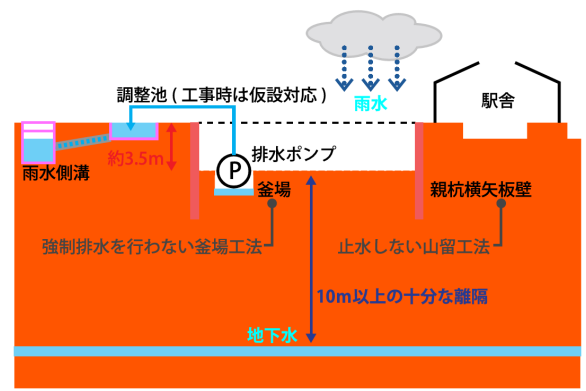 調整池 ( 工事時は仮設対応 )
雨水
駅舎
雨水側溝
約3.5m
排水ポンプ
P
釜場
親杭横矢板壁
強制排水を行わない釜場工法
止水しない山留工法
10m以上の十分な離隔
地下水